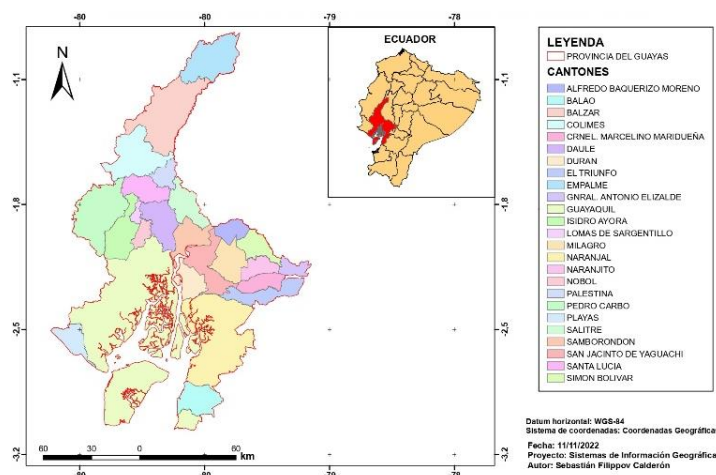 -80
-80
-79
-78
N
-1.1
-1.8
-2.5
-3.2
ECUADOR
60 30 0 60
km
-80
-80
-79
-78
-1.1
-1.8
-2.5
-3.2
LEYENDA
PROVINCIA DEL GUAYAS
CANTONES
ALFREDO BAQUERIZO MORENO
BALAO
BALZAR
COLIMES
CRNEL. MARCELINO MARIDUEÑA
DAULE
DURAN
EL TRIUNFO
EMPALME
GNRAL. ANTONIO ELIZALDE
GUAYAQUIL
ISIDRO AYORA
LOMAS DE SARGENTILLO
MILAGRO
NARANJAL
NARANJITO
NOBOL
PALESTINA
PEDRO CARBO
PLAYAS
SALITRE
SAMBORONDON
SAN JACINTO DE YAGUACHI
SANTA LUCIA
SIMON BOLIVAR
Datum horizontal: WGS-84
Sistema de coordenadas: Coordenadas Geográficas
Fecha: 11/11/2022
Proyecto: Sistemas de Información Geográfica
Autor: Sebastián Filippov Calderón